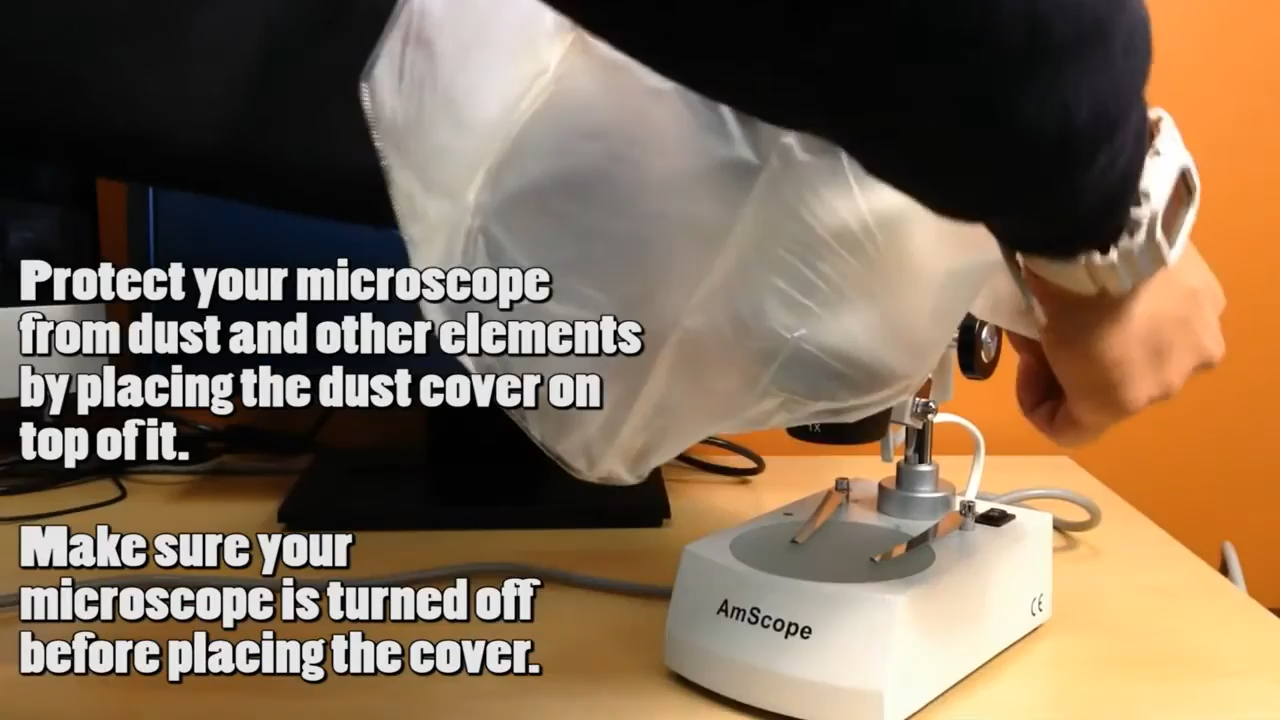 Protect your microscope
from dust and other elements
by placing the dust cover on
top of it.
Make sure your
microscope is turned off
before placing the cover.
1X
AmScope
CE